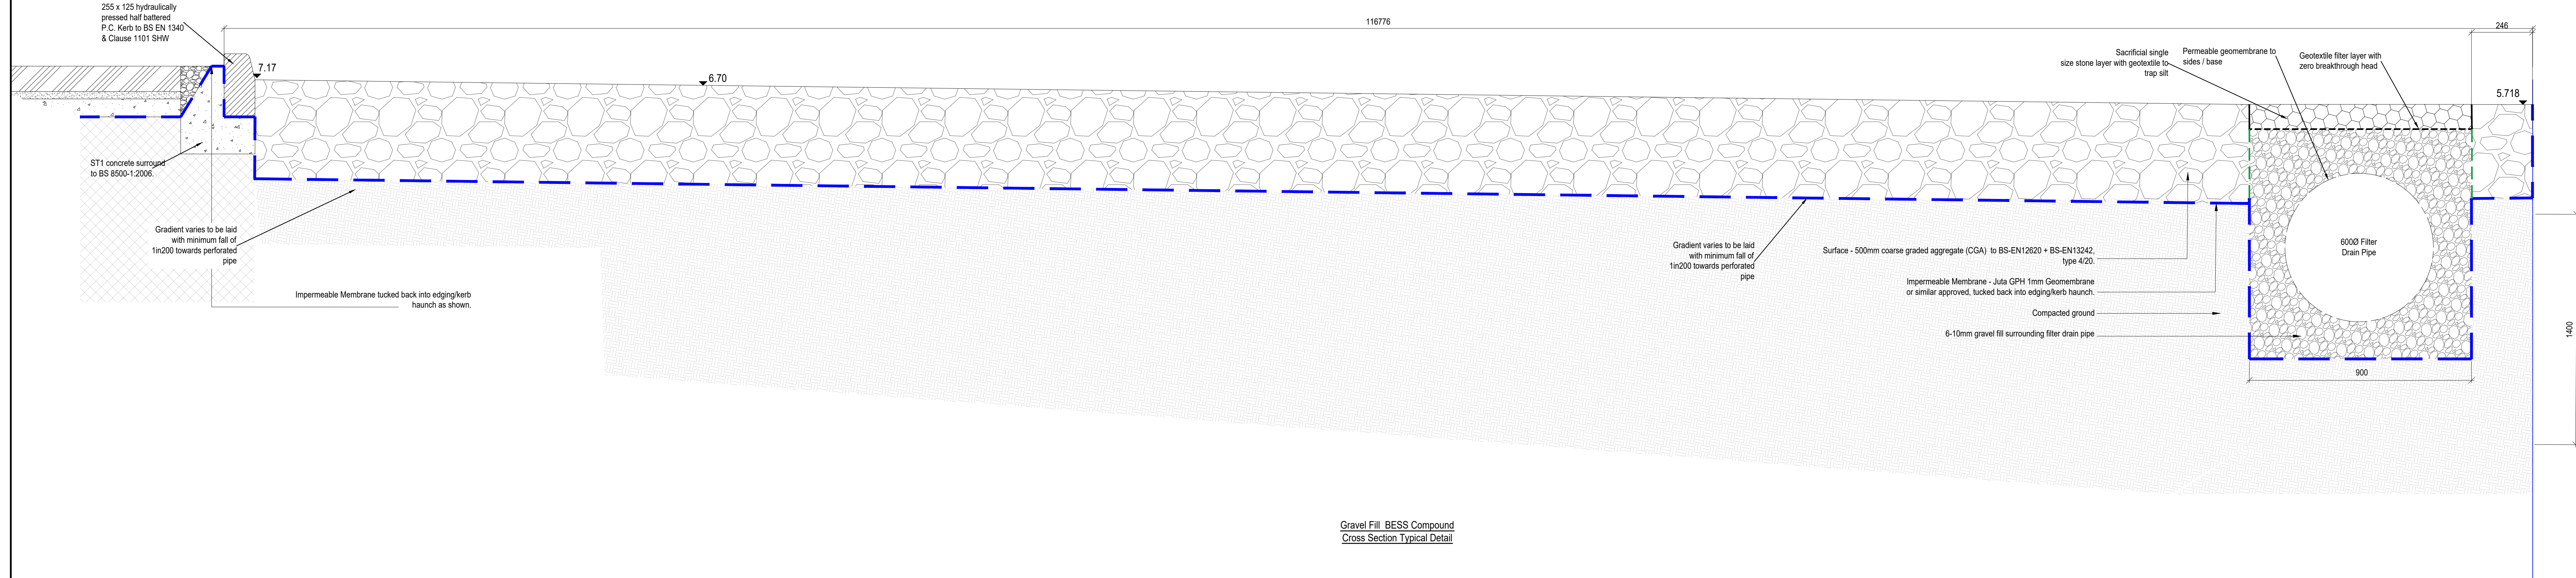 255 x 125 hydraulically
pressed half battered
P.C. Kerb to BS EN 1340
& Clause 1101 SHW
116776
246
7.17
6.70
Sacrificial single
size stone layer with geotextile to
trap silt
Permeable geomembrane to
sides / base
Geotextile filter layer with
zero breakthrough head
5.718
ST1 concrete surround
to BS 8500-1:2006.
Gradient varies to be laid
with minimum fall of
1in200 towards perforated
pipe
Impermeable Membrane tucked back into edging/kerb
haunch as shown.
Gradient varies to be laid
with minimum fall of
1in200 towards perforated
pipe
Surface - 500mm coarse graded aggregate (CGA) to BS-EN12620 + BS-EN13242,
type 4/20.
Impermeable Membrane - Juta GPH 1mm Geomembrane
or similar approved, tucked back into edging/kerb haunch.
Compacted ground
6-10mm gravel fill surrounding filter drain pipe
600Ø Filter
Drain Pipe
900
1400
Gravel Fill BESS Compound
Cross Section Typical Detail